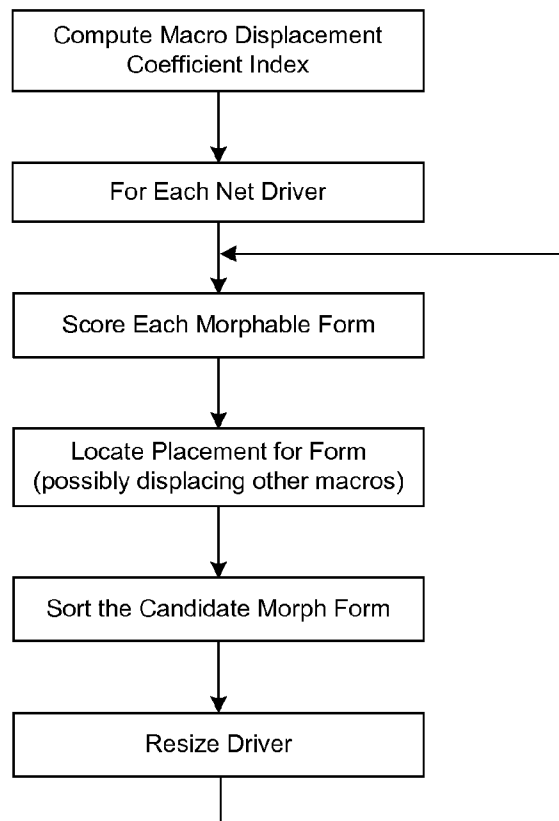 Compute Macro Displacement
Coefficient Index
For Each Net Driver
Score Each Morphable Form
Locate Placement for Form
(possibly displacing other macros)
Sort the Candidate Morph Form
Resize Driver